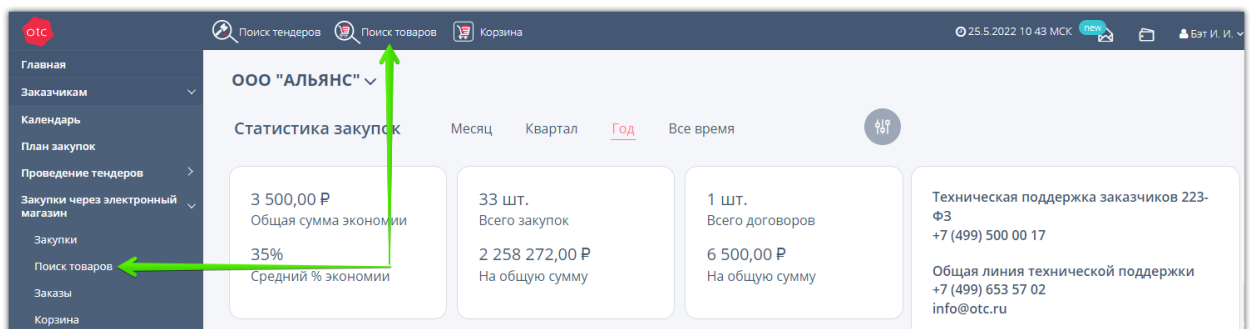 otc
Поиск тендеров
Поиск товаров
Корзина
25.5.2022 10 43 МСК
new
Бэт И. И.
Главная
Заказчикам
Календарь
План закупок
Проведение тендеров
Закупки через электронный
магазин
Закупки
Поиск товаров
Заказы
Корзина
ООО "АЛЬЯНС"
Статистика закупок
Месяц
Квартал
Год
Все время
3 500,00 ₽
Общая сумма экономии
35%
Средний % экономии
33 шт.
Всего закупок
2 258 272,00 ₽
На общую сумму
1 шт.
Всего договоров
6 500,00 ₽
На общую сумму
Техническая поддержка заказчиков 223-
ФЗ
+7 (499) 500 00 17
Общая линия технической поддержки
+7 (499) 653 57 02
info@otc.ru